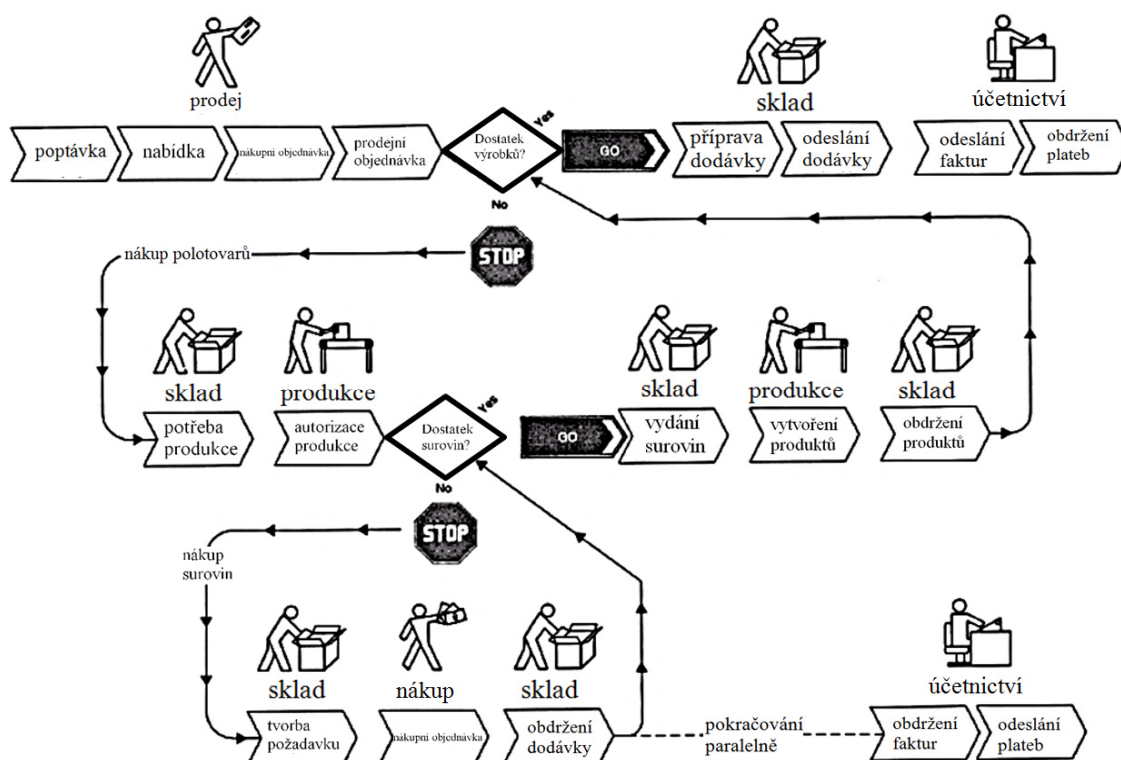 prodej
sklad
účetnictví
poptávka
nabídka
nákupní objednávka
prodejní
objednávka
Dostatek
výrobků?
Yes
GO
příprava
dodávky
odeslání
dodávky
odeslání
faktur
obdržení
plateb
No
STOP
nákup polotovarů
sklad
produkce
sklad
produkce
sklad
potřeba
produkce
autorizace
produkce
Dostatek
surovin?
Yes
GO
vydání
surovin
vytvoření
produktů
obdržení
produktů
No
STOP
nákup
surovin
sklad
nákup
sklad
účetnictví
tvorba
požadavku
nákupní objednávka
obdržení
dodávky
pokračování
paralelně
obdržení
faktur
odeslání
plateb